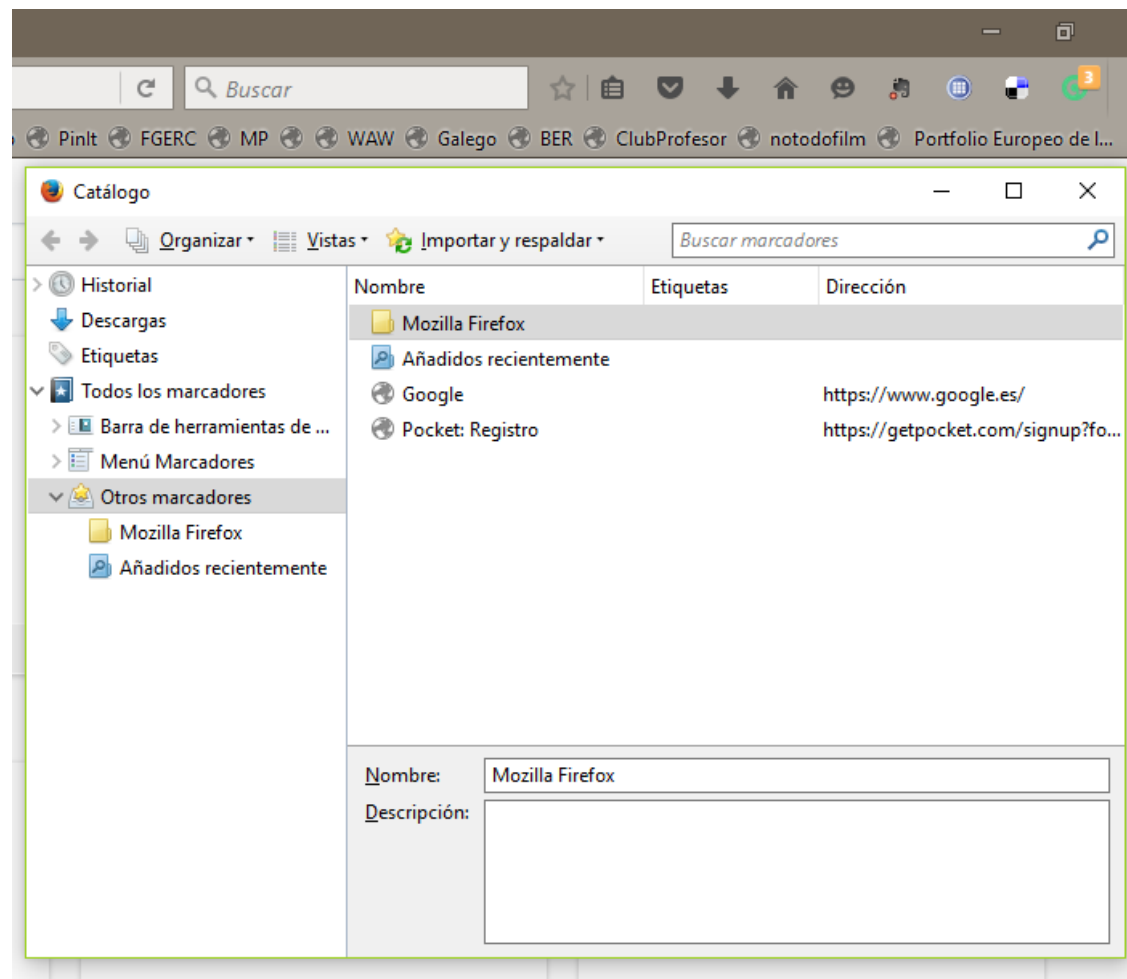 3
Buscar
PinIt FGERC MP WAW Galego BER ClubProfesor notodofilm Portfolio Europeo de l...
Catálogo
Organizar Vistas Importar y respaldar Buscar marcadores
Historial
Descargas
Etiquetas
Todos los marcadores
Barra de herramientas de ...
Menú Marcadores
Otros marcadores
Mozilla Firefox
Añadidos recientemente
Nombre Etiquetas Dirección
Mozilla Firefox
Añadidos recientemente
Google https://www.google.es/
Pocket: Registro https://getpocket.com/signup?fo...
Nombre: Mozilla Firefox
Descripción: